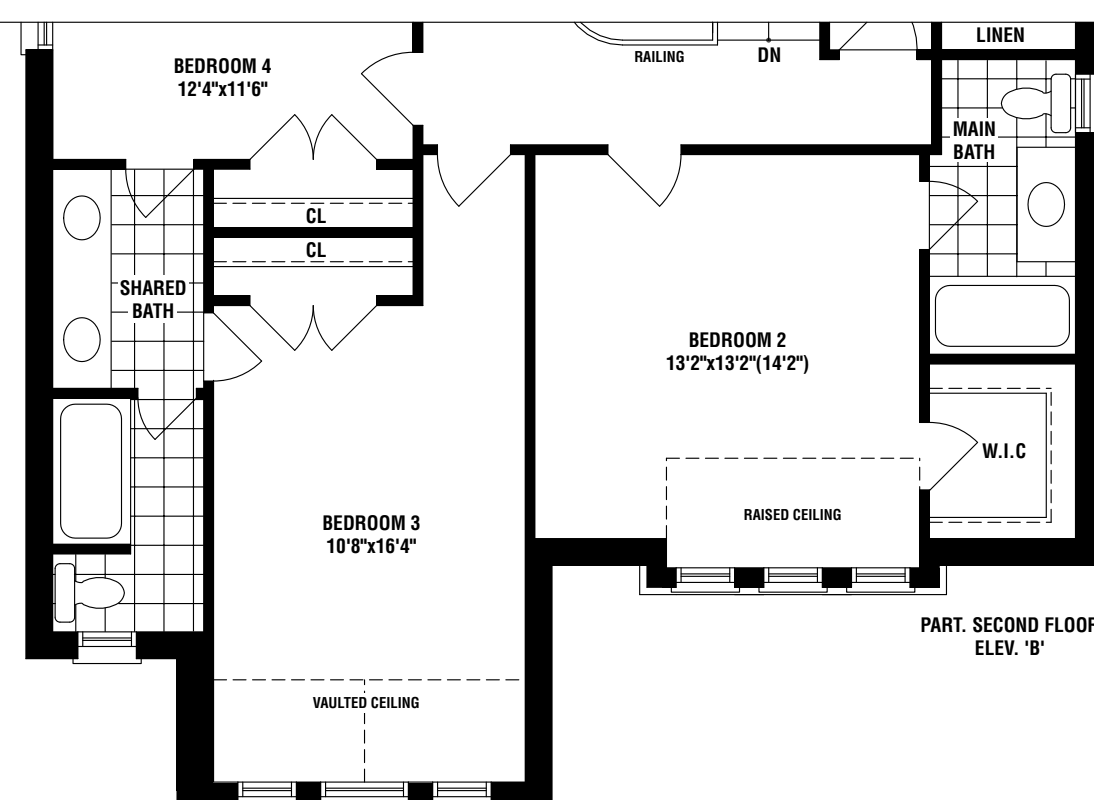 LINEN
RAILING
DN
BEDROOM 4
12'4"x11'6"
MAIN
BATH
CL
CL
SHARED
BATH
BEDROOM 2
13'2"x13'2"(14'2")
W.I.C
RAISED CEILING
BEDROOM 3
10'8"x16'4"
PART. SECOND FLOOR
ELEV. 'B'
VAULTED CEILING